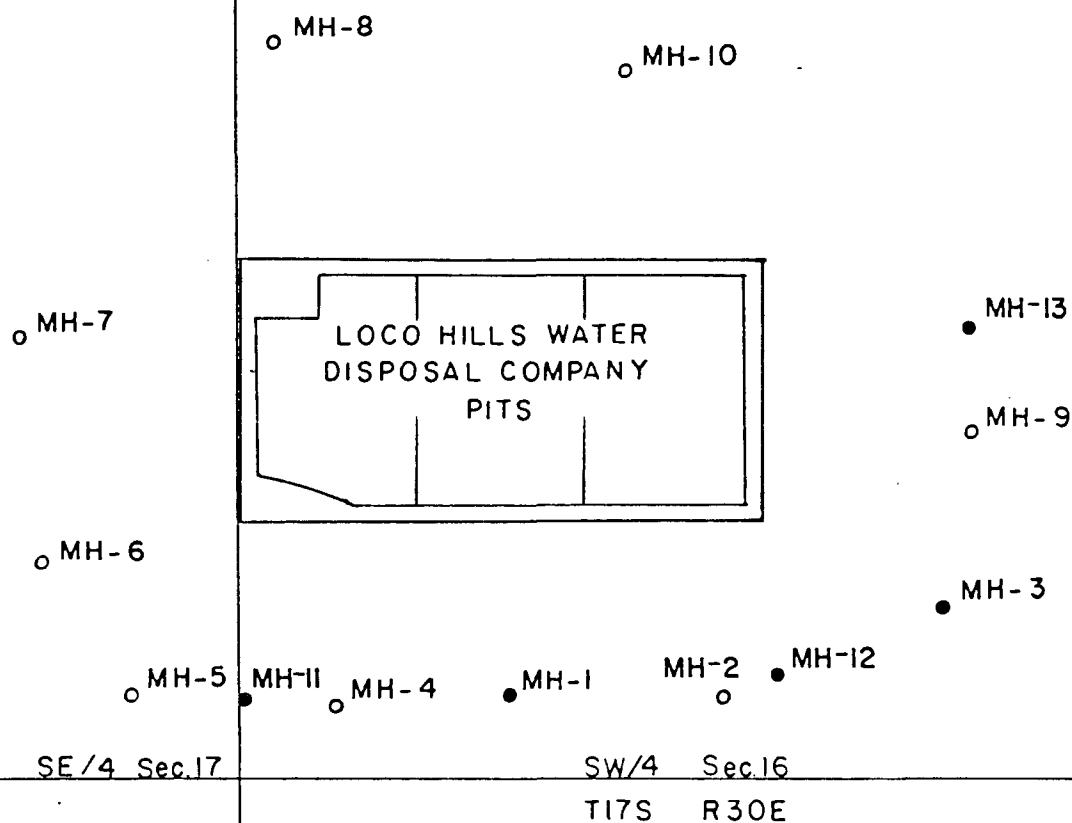 MH-8
MH-10
MH-7
MH-13
LOCO HILLS WATER
DISPOSAL COMPANY
PITS
MH-9
MH-6
MH-3
MH-5
MH-11
MH-4
MH-1
MH-2
MH-12
SE/4 Sec.17
SW/4 Sec.16
T17S R30E